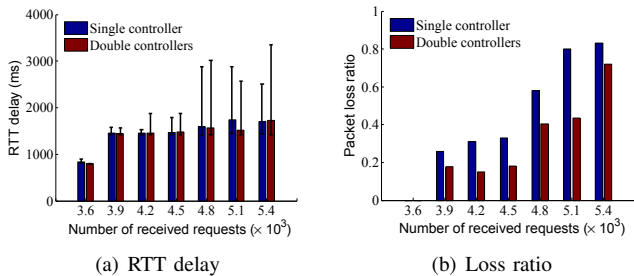 Single controller
Double controllers
4000
3000
2000
1000
0
RTT delay (ms)
3.6 3.9 4.2 4.5 4.8 5.1 5.4
Number of received requests (× 10³)
(a) RTT delay
Single controller
Double controllers
1
0.8
0.6
0.4
0.2
0
Packet loss ratio
3.6 3.9 4.2 4.5 4.8 5.1 5.4
Number of received requests (× 10³)
(b) Loss ratio